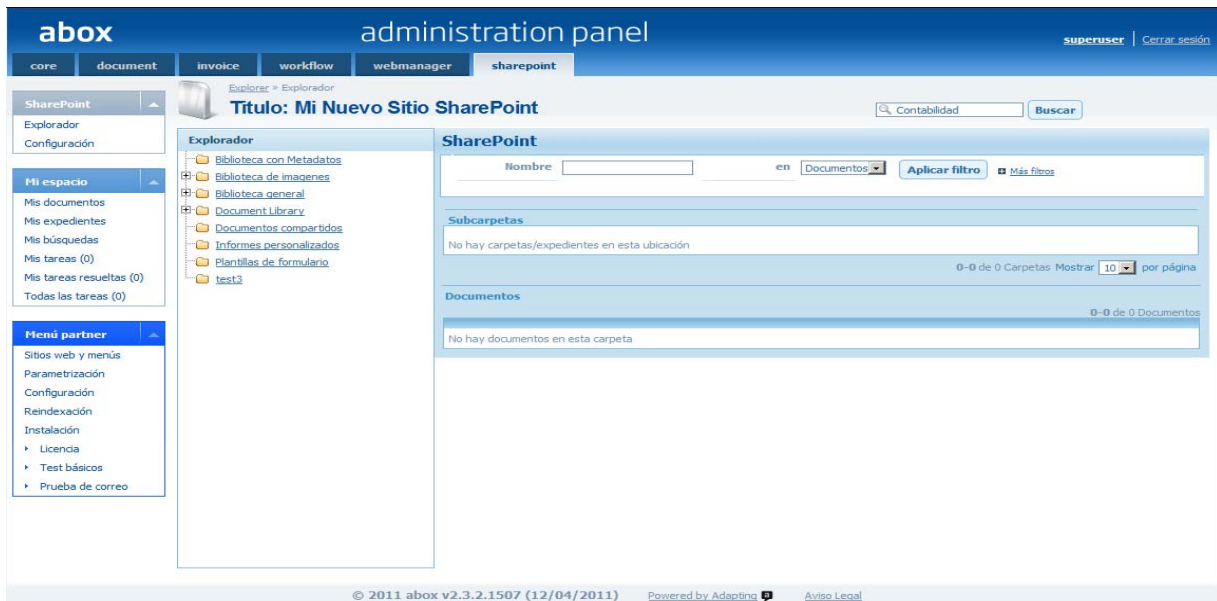 abox administration panel
superuser | Cerrar sesión
core document invoice workflow webmanager sharepoint
SharePoint
Explorador
Configuración
Mi espacio
Mis documentos
Mis expedientes
Mis búsquedas
Mis tareas (0)
Mis tareas resueltas (0)
Todas las tareas (0)
Menú partner
Sitios web y menús
Parametrización
Configuración
Reindexación
Instalación
Licencia
Test básicos
Prueba de correo
Explorer > Explorador
Título: Mi Nuevo Sitio SharePoint
Contabilidad Buscar
Explorador
Biblioteca con Metadatos
Biblioteca de imagenes
Biblioteca general
Document Library
Documentos compartidos
Informes personalizados
Plantillas de formulario
test3
SharePoint
Nombre en Documentos Aplicar filtro Más filtros
Subcarpetas
No hay carpetas/expedientes en esta ubicación
0-0 de 0 Carpetas Mostrar 10 por página
Documentos
0-0 de 0 Documentos
No hay documentos en esta carpeta
© 2011 abox v2.3.2.1507 (12/04/2011) Powered by Adapting Aviso Legal